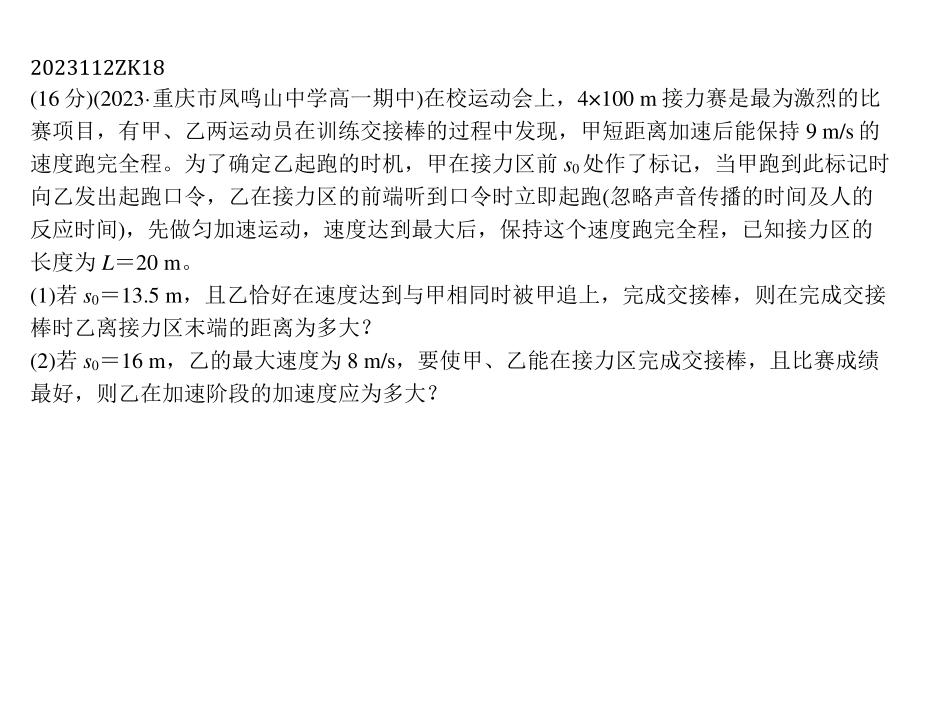 2023112ZK18
(16 分)(2023·重庆市凤鸣山中学高一期中)在校运动会上，4×100 m 接力赛是最为激烈的比
赛项目，有甲、乙两运动员在训练交接棒的过程中发现，甲短距离加速后能保持 9 m/s 的
速度跑完全程。为了确定乙起跑的时机，甲在接力区前 s₀ 处作了标记，当甲跑到此标记时
向乙发出起跑口令，乙在接力区的前端听到口令时立即起跑(忽略声音传播的时间及人的
反应时间)，先做匀加速运动，速度达到最大后，保持这个速度跑完全程，已知接力区的
长度为 L＝20 m。
(1)若 s₀＝13.5 m，且乙恰好在速度达到与甲相同时被甲追上，完成交接棒，则在完成交接
棒时乙离接力区末端的距离为多大？
(2)若 s₀＝16 m，乙的最大速度为 8 m/s，要使甲、乙能在接力区完成交接棒，且比赛成绩
最好，则乙在加速阶段的加速度应为多大？